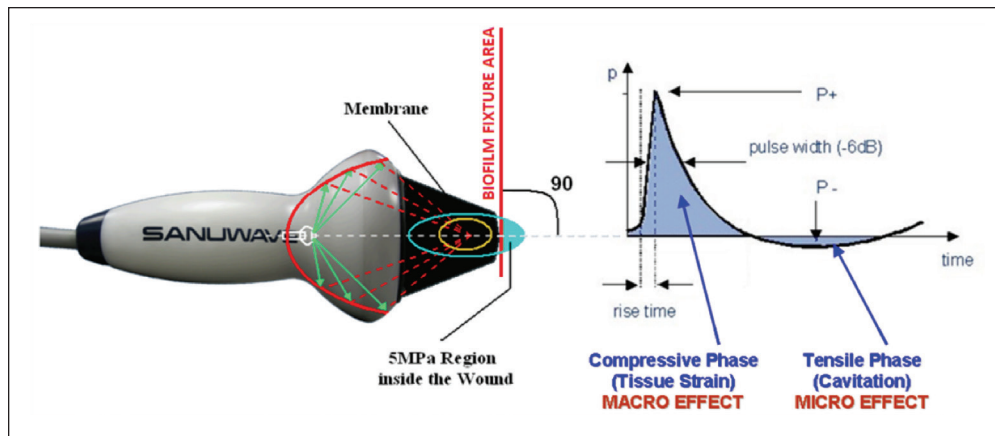 BIOFILM FIXTURE AREA
Membrane
90
SANUWAVE
5MPa Region
inside the Wound
p
P+
pulse width (-6dB)
P -
time
rise time
Compressive Phase
(Tissue Strain)
MACRO EFFECT
Tensile Phase
(Cavitation)
MICRO EFFECT